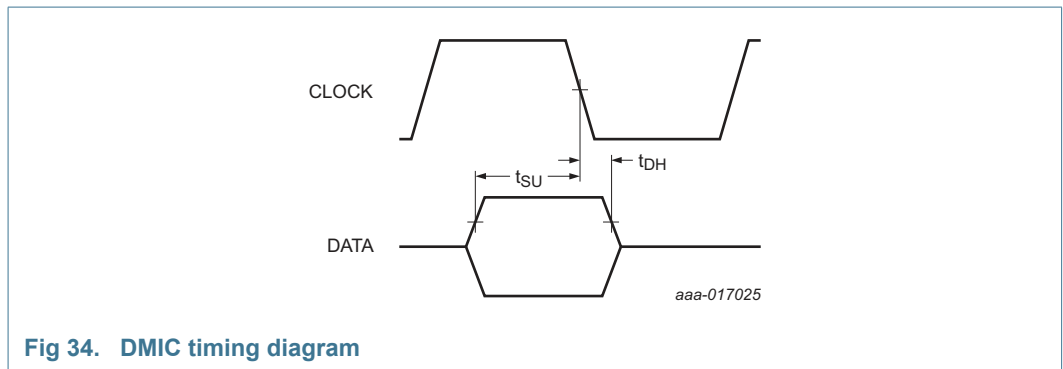 CLOCK
tDH
tSU
DATA
aaa-017025
Fig 34. DMIC timing diagram